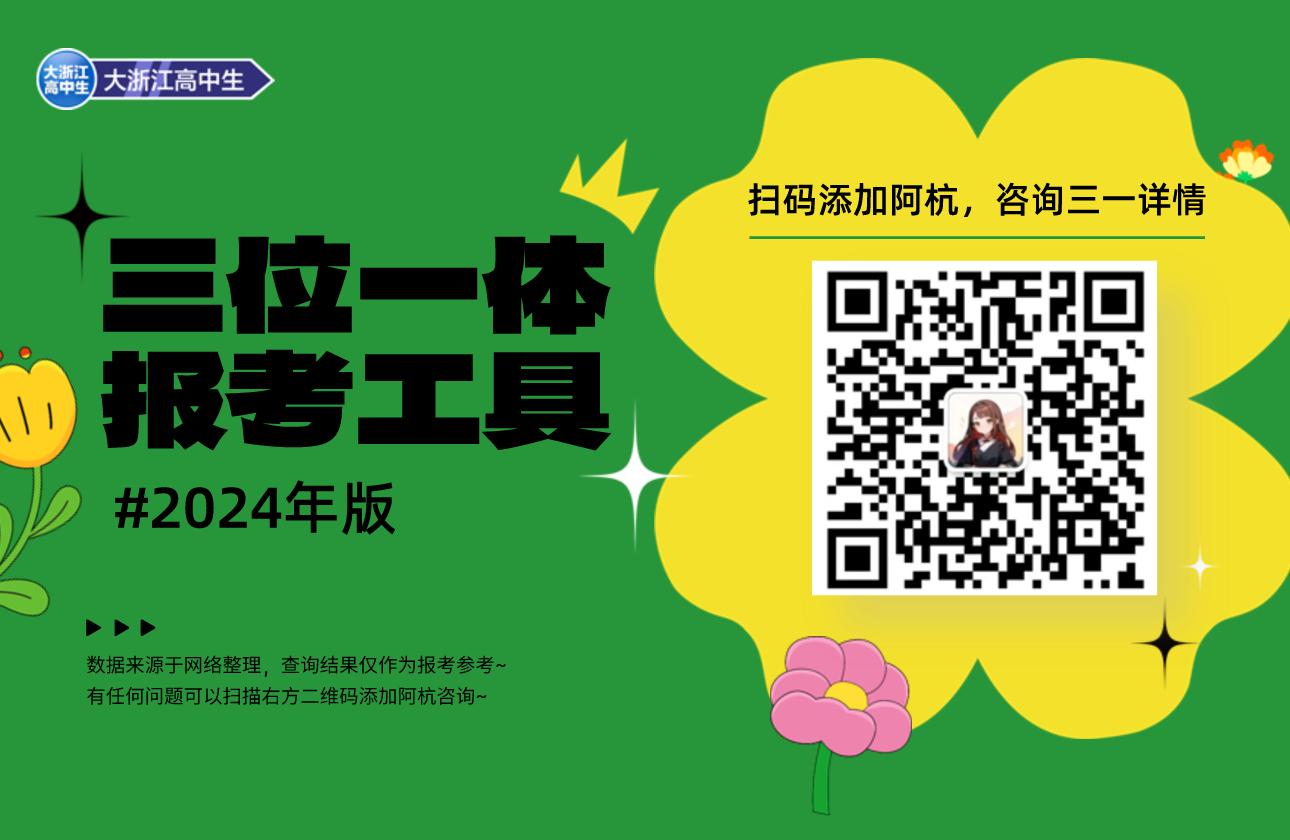 大浙江
高中生
大浙江高中生
扫码添加阿杭，咨询三一详情
三位一体
报考工具
#2024年版
数据来源于网络整理，查询结果仅作为报考参考~
有任何问题可以扫描右方二维码添加阿杭咨询~